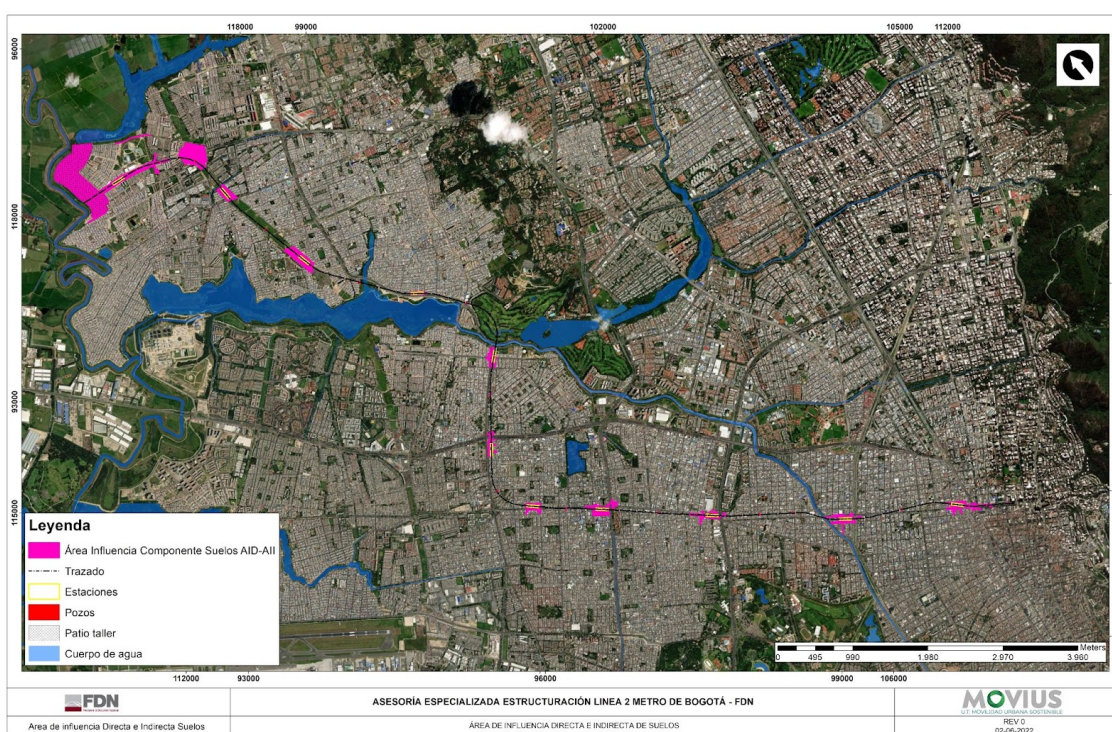 118000 99000 102000 105000 112000
96000
118000
93000
115000
Leyenda
Área Influencia Componente Suelos AID-AII
Trazado
Estaciones
Pozos
Patio taller
Cuerpo de agua
Meters
0 495 990 1.980 2.970 3.960
112000 93000 96000 99000 106000
FDN
Area de influencia Directa e Indirecta Suelos
ASESORÍA ESPECIALIZADA ESTRUCTURACIÓN LINEA 2 METRO DE BOGOTÁ - FDN
ÁREA DE INFLUENCIA DIRECTA E INDIRECTA DE SUELOS
MOVIUS
U.T. MOVILIDAD URBANA SOSTENIBLE
REV 0
02-06-2022